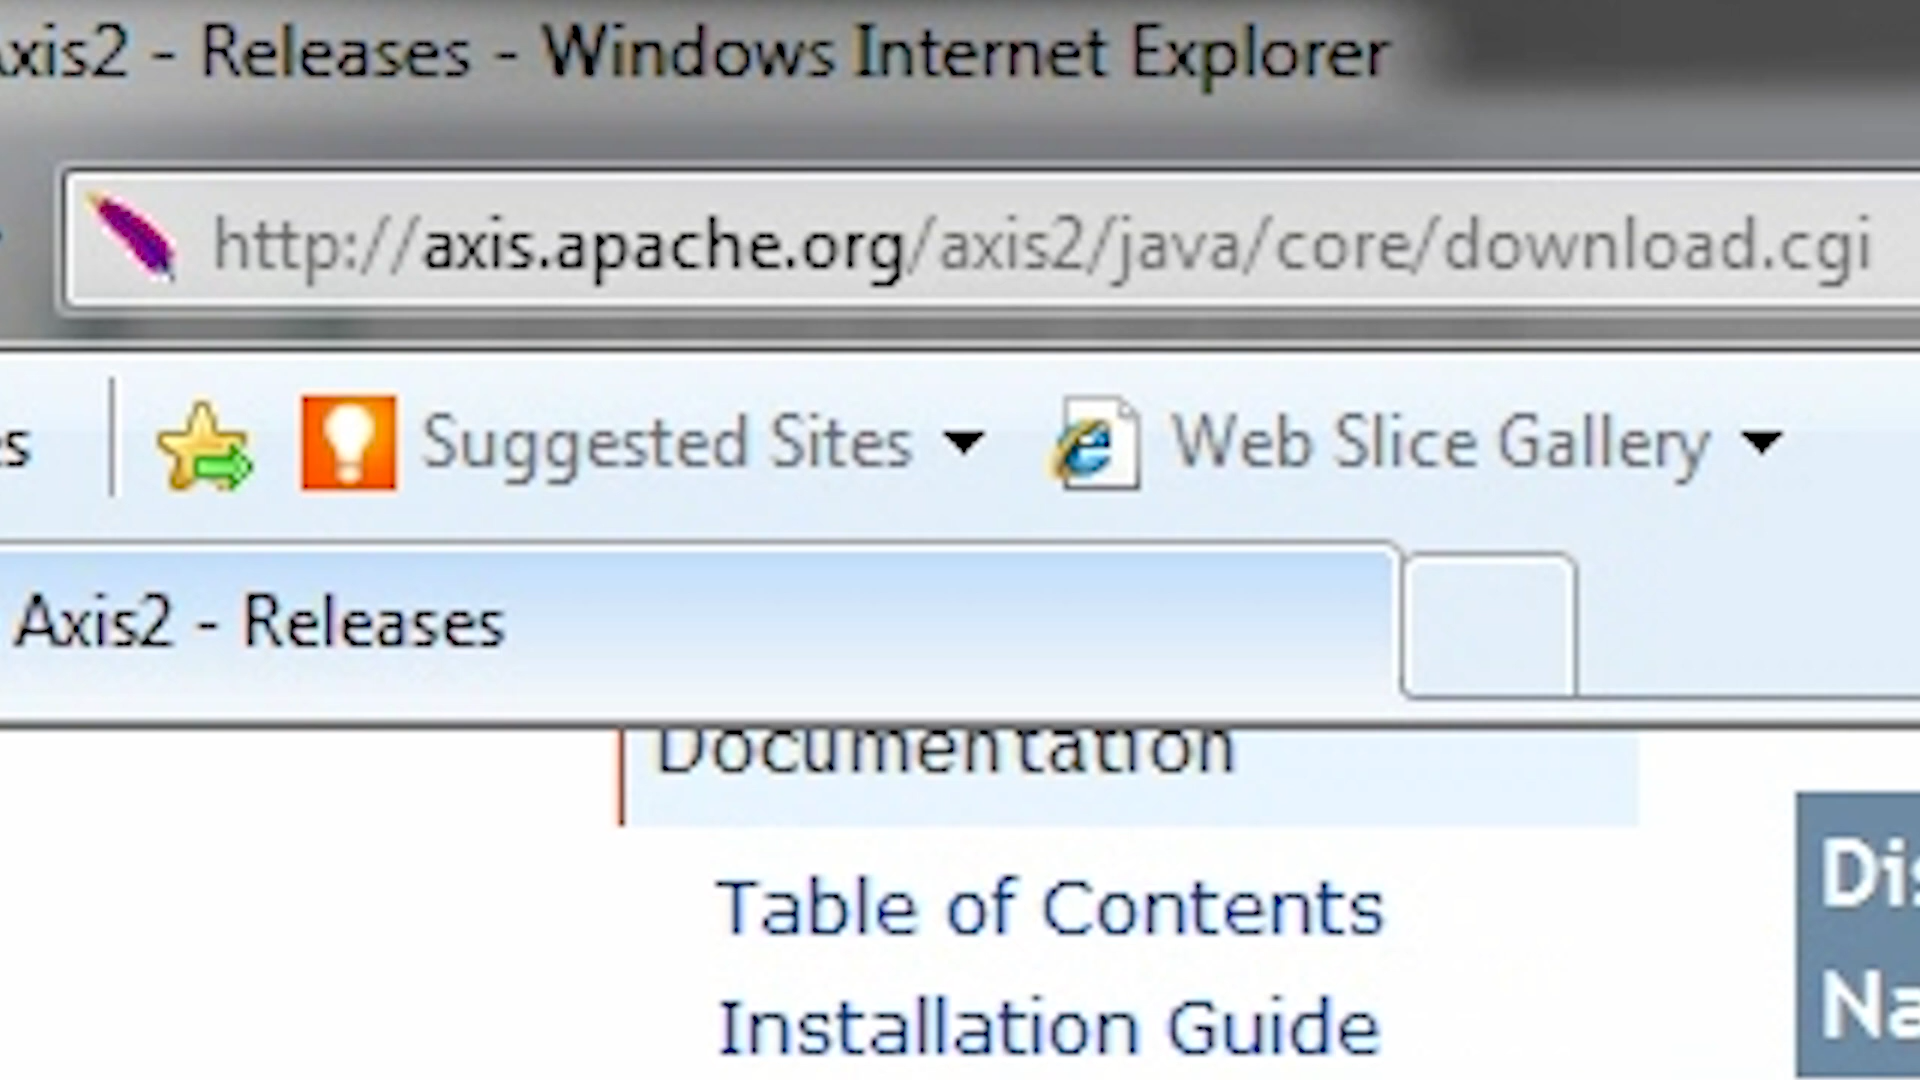 Axis2 - Releases - Windows Internet Explorer
http://axis.apache.org/axis2/java/core/download.cgi
Suggested Sites
Web Slice Gallery
Axis2 - Releases
Documentation
Table of Contents
Installation Guide